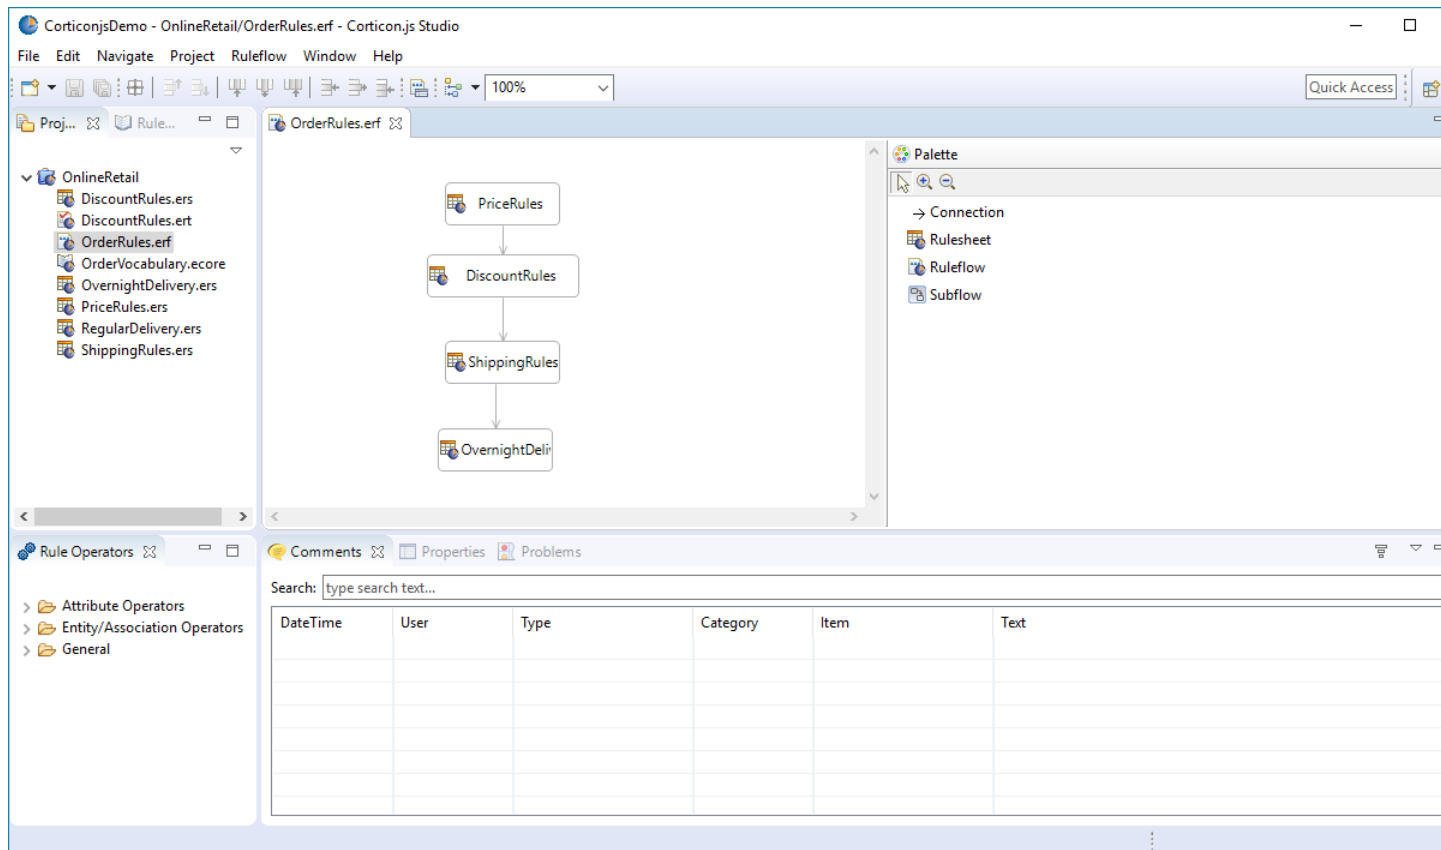 CorticonjsDemo - OnlineRetail/OrderRules.erf - Corticon.js Studio
File Edit Navigate Project Ruleflow Window Help
100%
Quick Access
Proj...
Rule...
OrderRules.erf
OnlineRetail
DiscountRules.ers
DiscountRules.ert
OrderRules.erf
OrderVocabulary.ecore
OvernightDelivery.ers
PriceRules.ers
RegularDelivery.ers
ShippingRules.ers
PriceRules
DiscountRules
ShippingRules
OvernightDeli
Palette
Connection
Rulesheet
Ruleflow
Subflow
Rule Operators
Attribute Operators
Entity/Association Operators
General
Comments Properties Problems
Search: type search text...
DateTime User Type Category Item Text